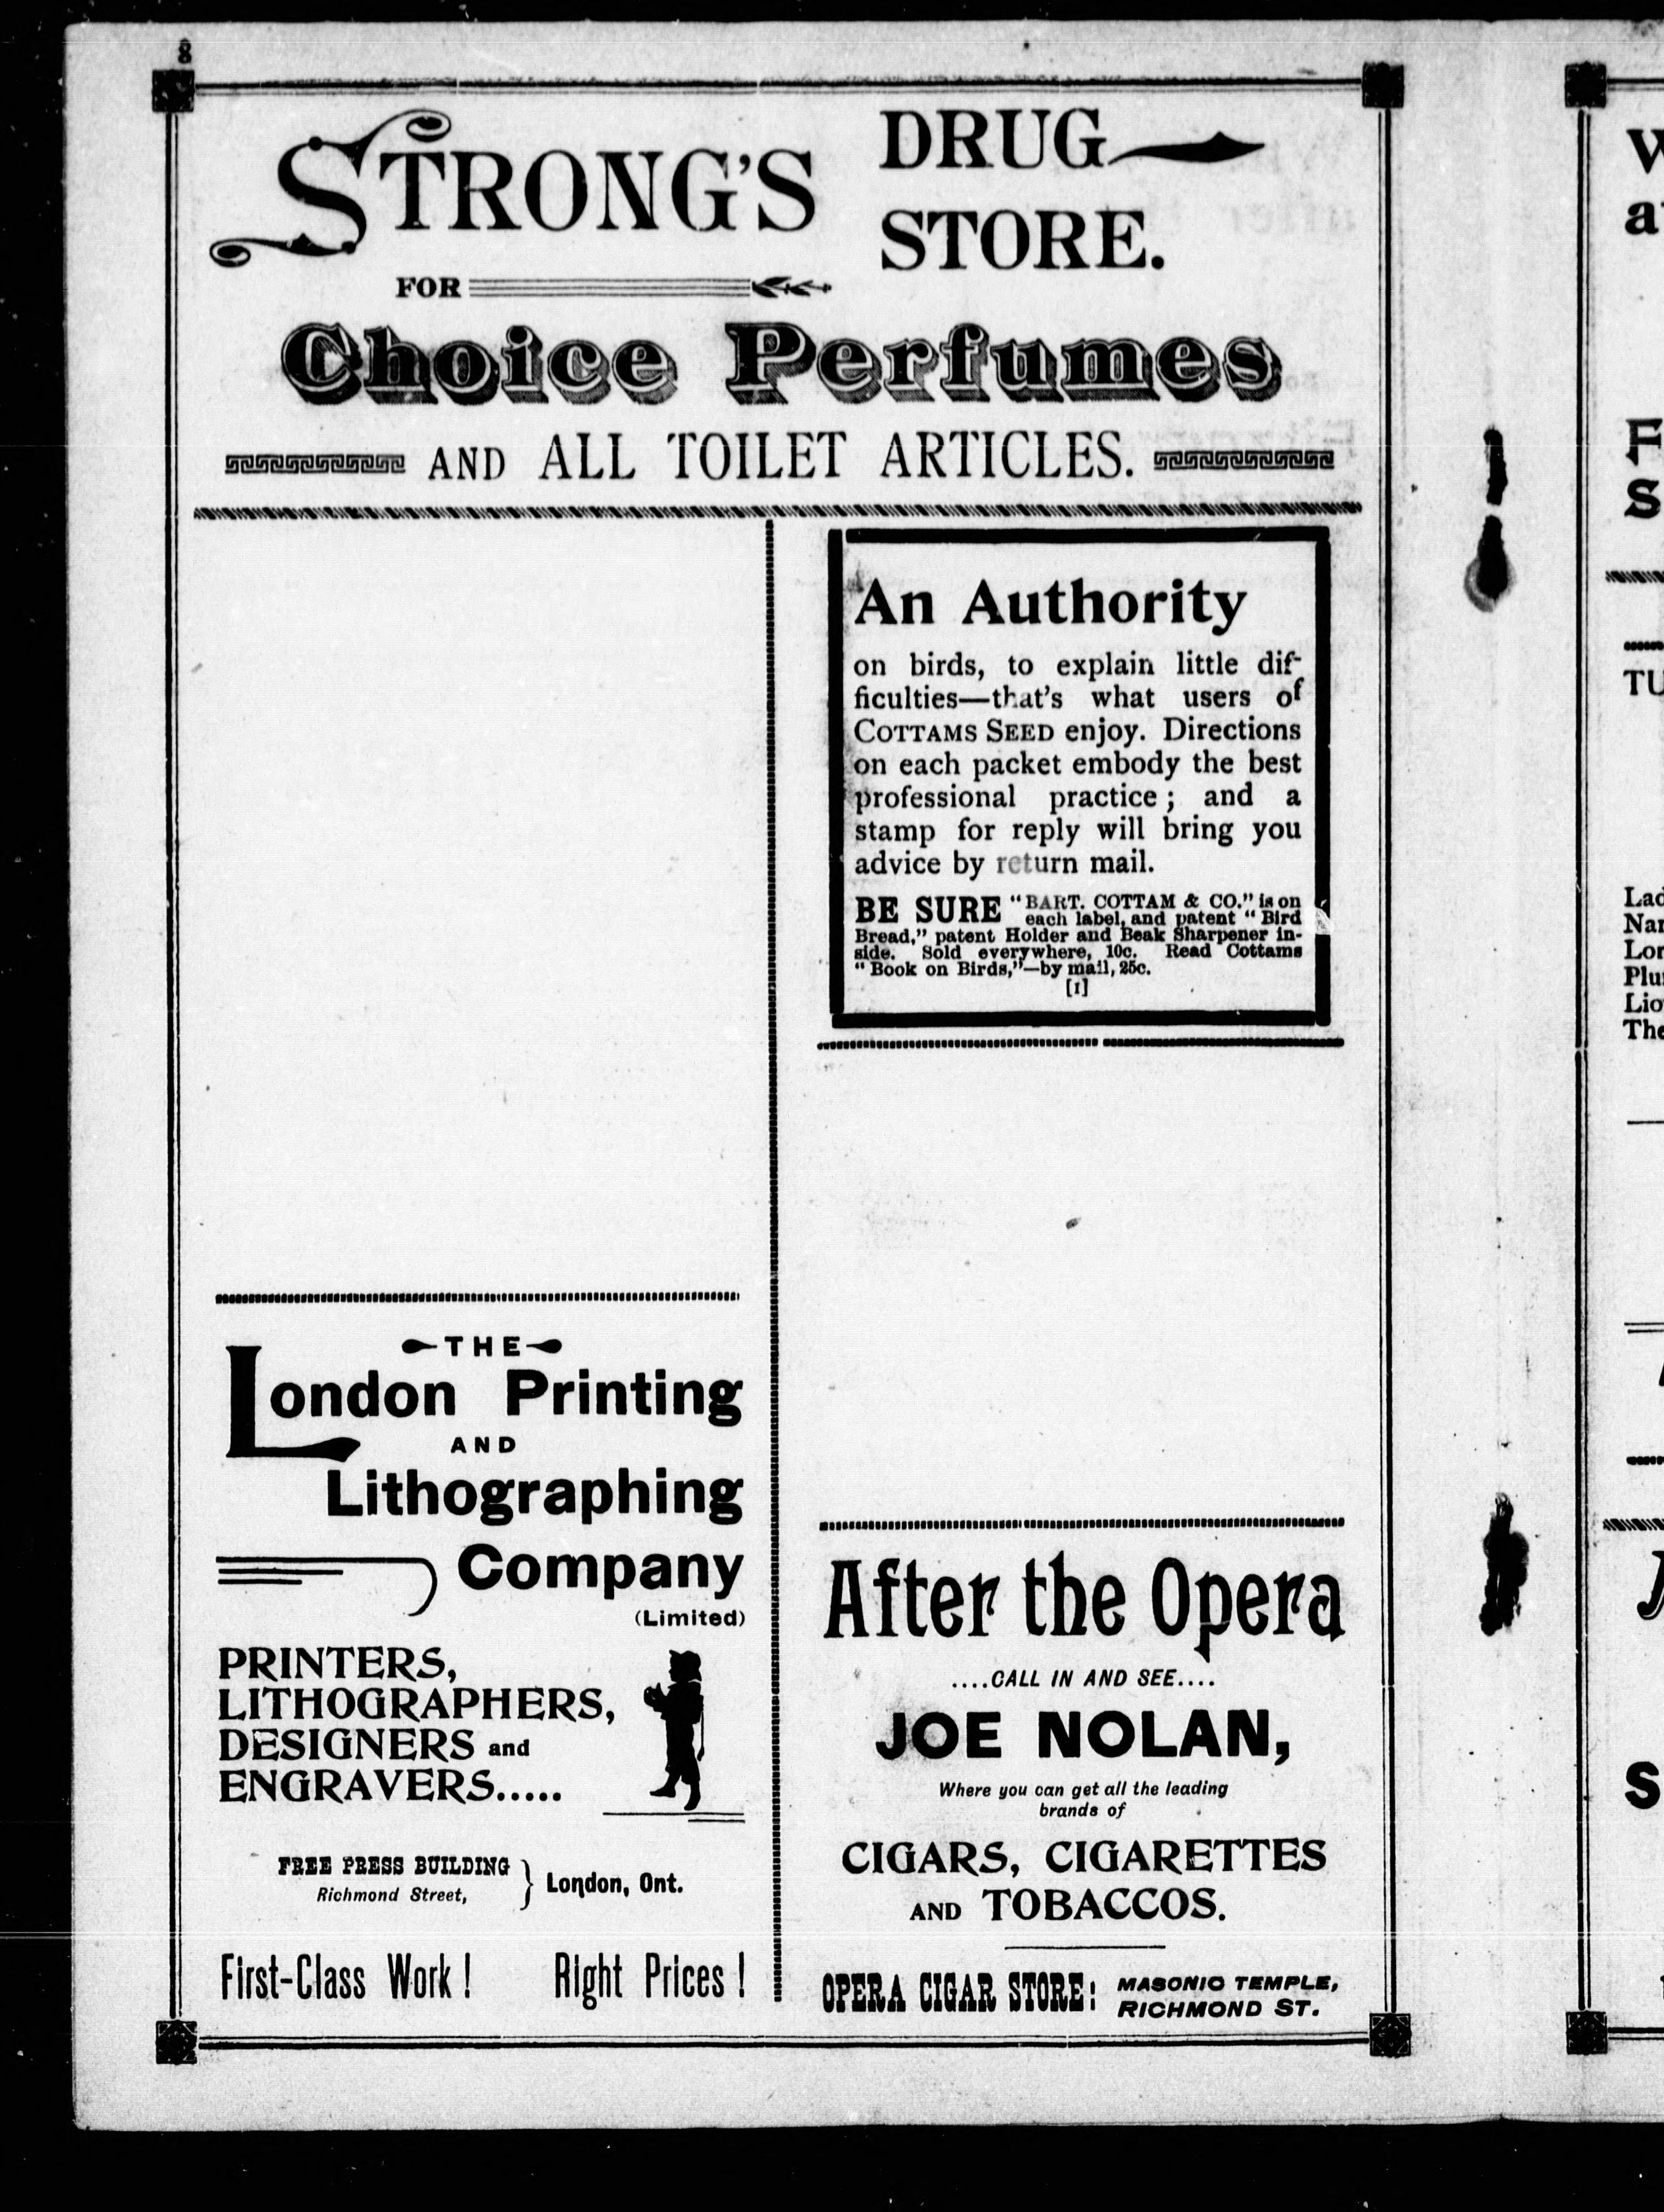 8
STRONG'S DRUG
STORE.
FOR
Choice Perfumes
AND ALL TOILET ARTICLES.
THE
London Printing
AND
Lithographing
Company
(Limited)
PRINTERS,
LITHOGRAPHERS,
DESIGNERS and
ENGRAVERS.....
FREE PRESS BUILDING
Richmond Street, } London, Ont.
First-Class Work! Right Prices!
An Authority
on birds, to explain little dif-
ficulties—that's what users of
COTTAMS SEED enjoy. Directions
on each packet embody the best
professional practice; and a
stamp for reply will bring you
advice by return mail.
BE SURE "BART. COTTAM & CO." is on
each label, and patent "Bird
Bread," patent Holder and Beak Sharpener in-
side. Sold everywhere, 10c. Read Cottams
"Book on Birds,"—by mail, 25c.
[1]
After the Opera
....CALL IN AND SEE....
JOE NOLAN,
Where you can get all the leading
brands of
CIGARS, CIGARETTES
AND TOBACCOS.
OPERA CIGAR STORE: MASONIC TEMPLE,
RICHMOND ST.